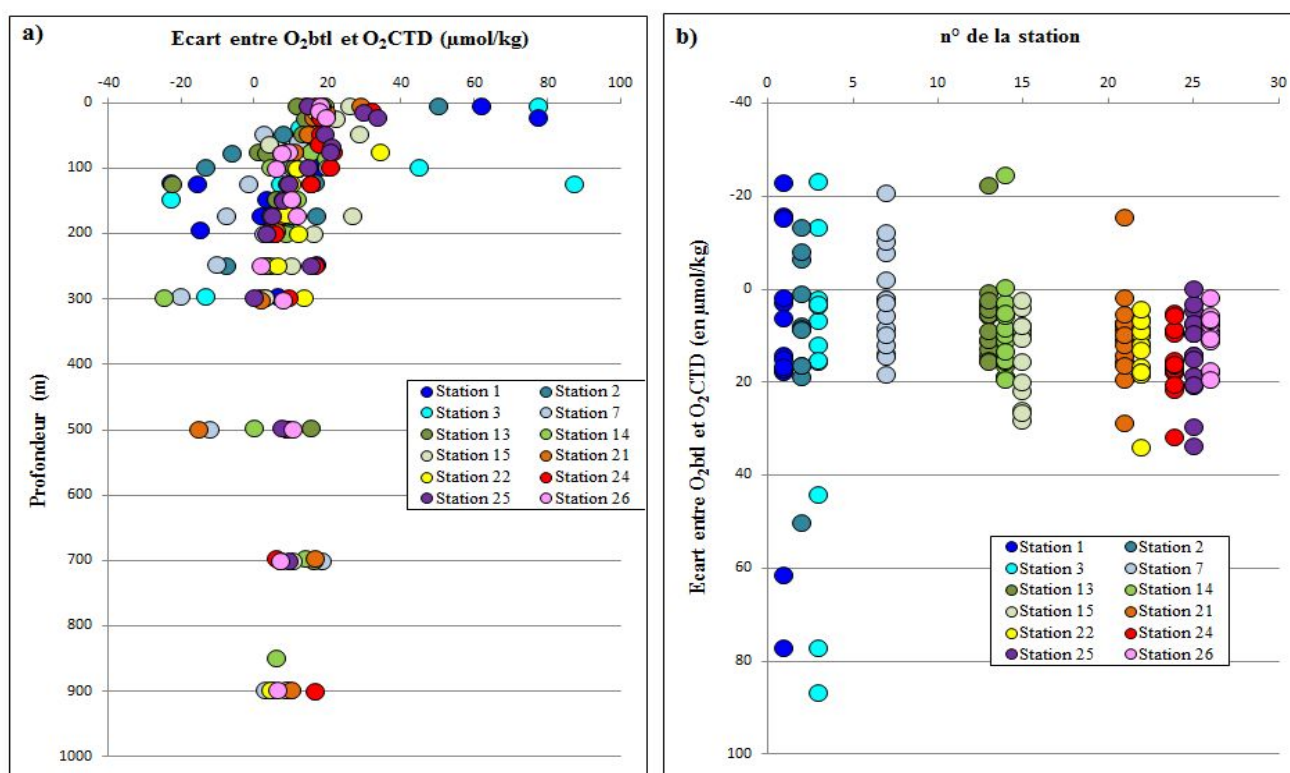 a)
Ecart entre O₂btl et O₂CTD (µmol/kg)
-40 -20 0 20 40 60 80 100
0
100
200
300
400
500
600
700
800
900
1000
Profondeur (m)
Station 1 Station 2
Station 3 Station 7
Station 13 Station 14
Station 15 Station 21
Station 22 Station 24
Station 25 Station 26
b)
n° de la station
0 5 10 15 20 25 30
-40
-20
0
20
40
60
80
100
Ecart entre O₂btl et O₂CTD (en µmol/kg)
Station 1 Station 2
Station 3 Station 7
Station 13 Station 14
Station 15 Station 21
Station 22 Station 24
Station 25 Station 26